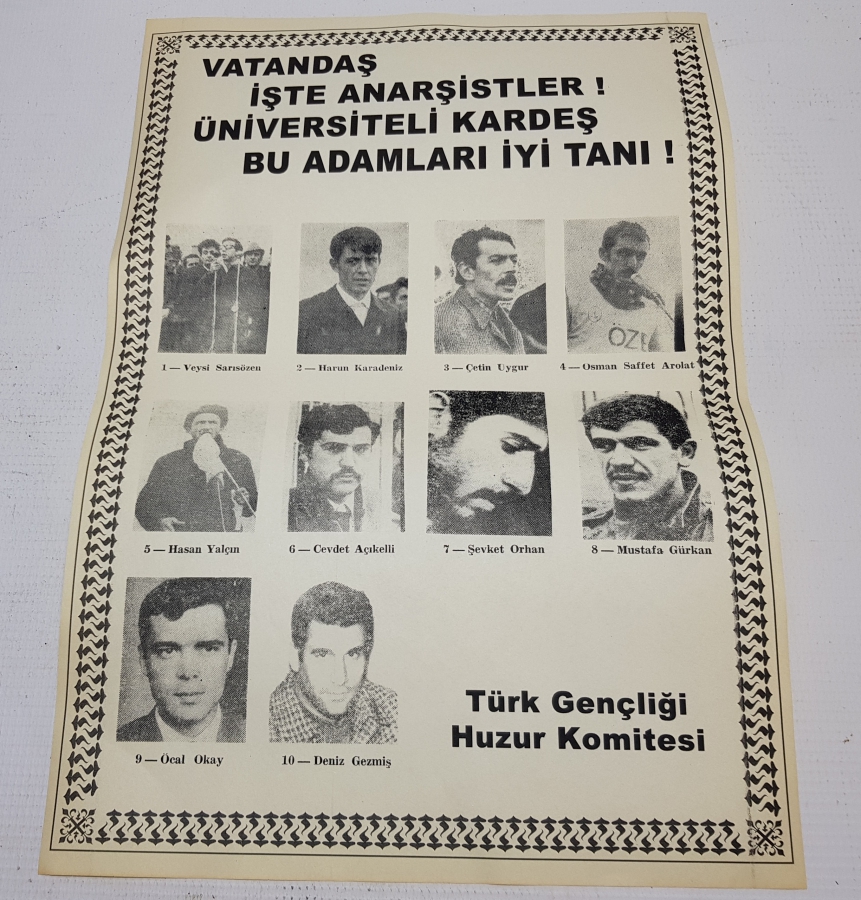 VATANDAŞ
İŞTE ANARŞİSTLER !
ÜNİVERSİTELİ KARDEŞ
BU ADAMLARI İYİ TANI !
ÖZE
1 — Veysi Sarısözen
2 — Harun Karadeniz
3 — Çetin Uygur
4 — Osman Saffet Arolat
5 — Hasan Yalçın
6 — Cevdet Açıkelli
7 — Şevket Orhan
8 — Mustafa Gürkan
9 — Öcal Okay
10 — Deniz Gezmiş
Türk Gençliği
Huzur Komitesi